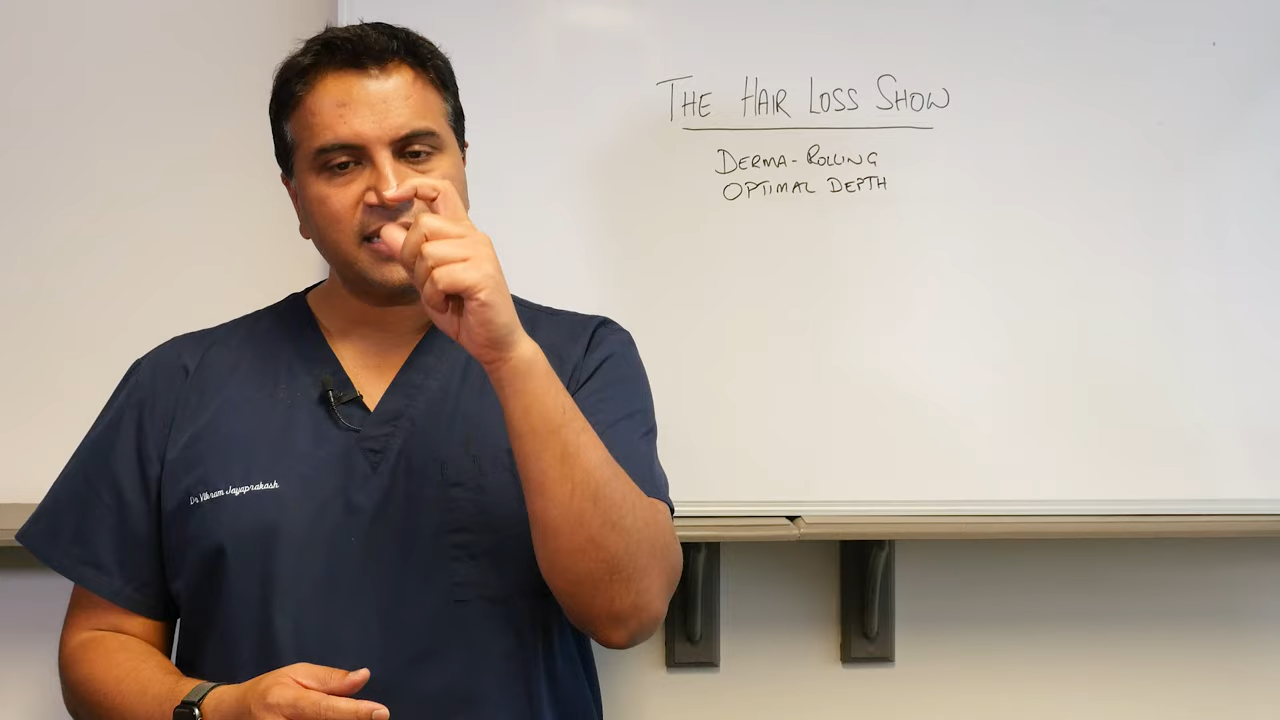 THE HAIR LOSS SHOW
DERMA-ROLLING
OPTIMAL DEPTH
Dr. Vikram Jayaprakash